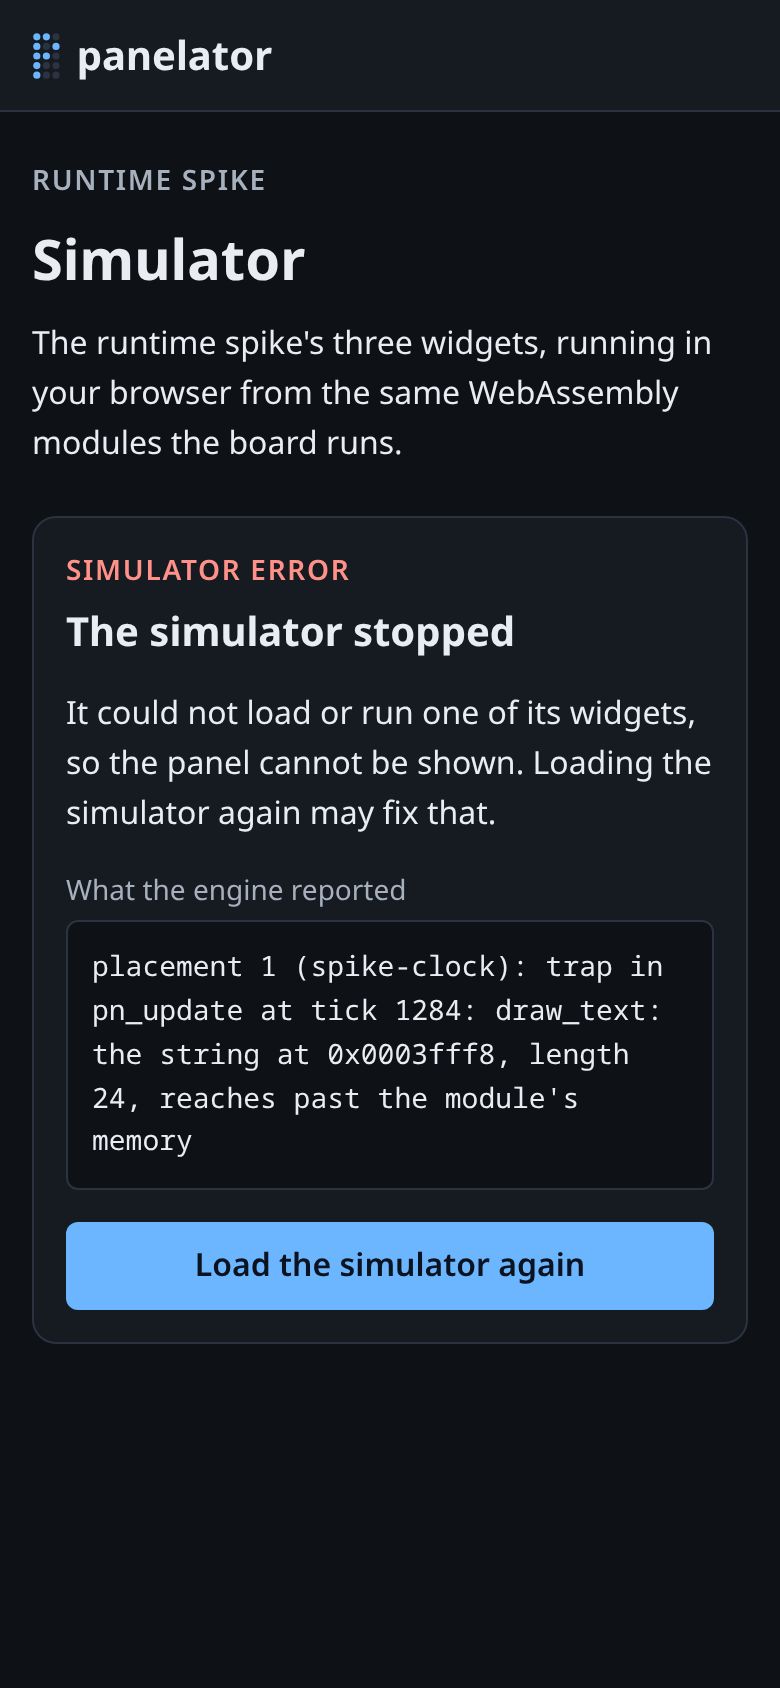 panelator
RUNTIME SPIKE
Simulator
The runtime spike's three widgets, running in
your browser from the same WebAssembly
modules the board runs.
SIMULATOR ERROR
The simulator stopped
It could not load or run one of its widgets,
so the panel cannot be shown. Loading the
simulator again may fix that.
What the engine reported
placement 1 (spike-clock): trap in
pn_update at tick 1284: draw_text:
the string at 0x0003fff8, length
24, reaches past the module's
memory
Load the simulator again